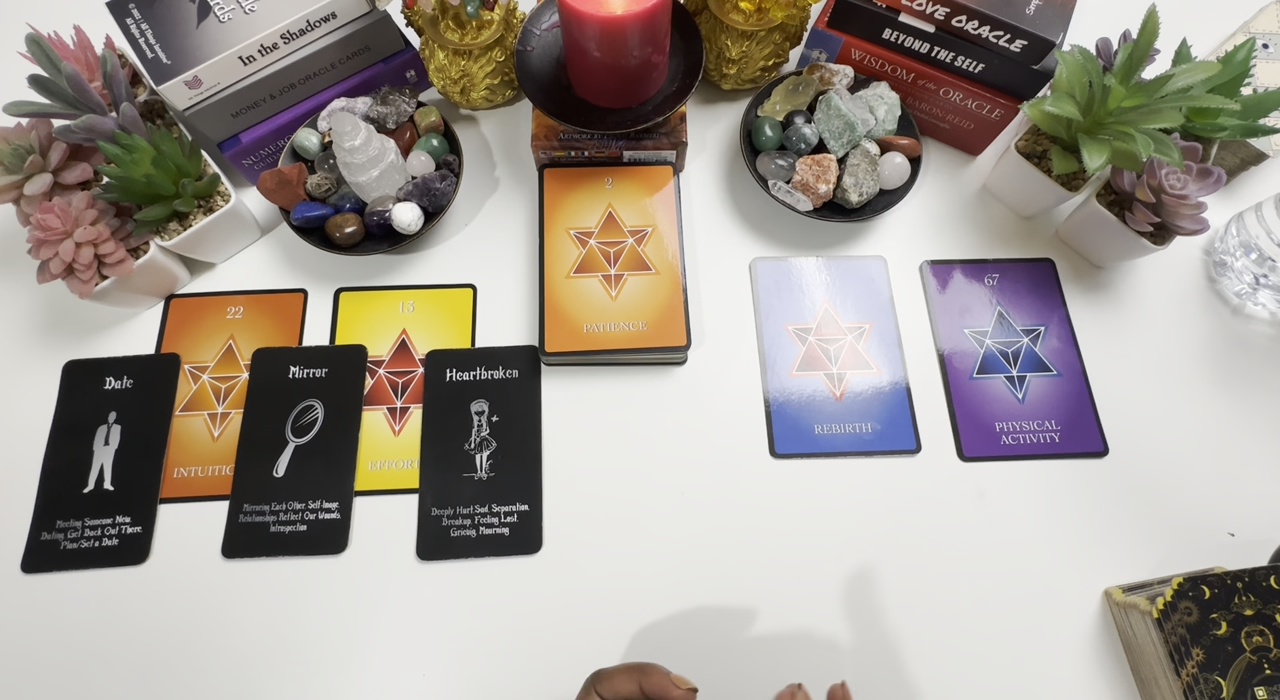 In the Shadows
MONEY & JOB ORACLE CARDS
LOVE ORACLE
BEYOND THE SELF
WISDOM of the ORACLE
BARON-REID
2
PATIENCE
22
INTUITIO
13
EFFORT
REBIRTH
67
PHYSICAL
ACTIVITY
Date
Meeting Someone New,
Dating, Get Back Out There,
Plan/Set a Date
Mirror
Mirroring Each Other, Self-Image,
Relationships Reflect Our Wounds,
Introspection
Heartbroken
Deeply Hurt, Sad, Separation,
Breakup, Feeling Lost,
Grieving, Mourning